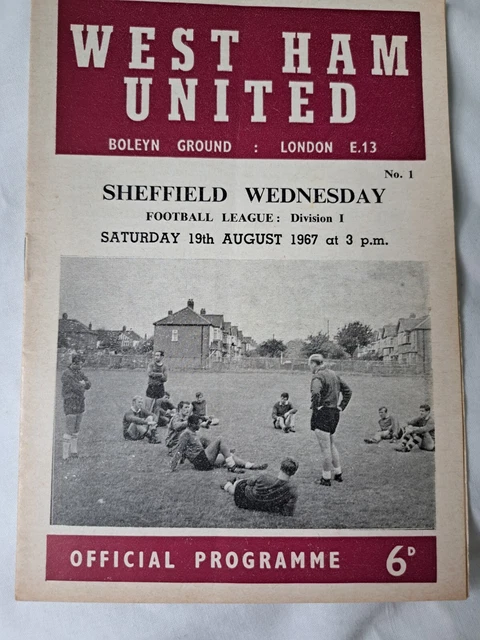 WEST HAM
UNITED
BOLEYN GROUND : LONDON E.13
No. 1
SHEFFIELD WEDNESDAY
FOOTBALL LEAGUE: Division I
SATURDAY 19th AUGUST 1967 at 3 p.m.
OFFICIAL PROGRAMME 6D